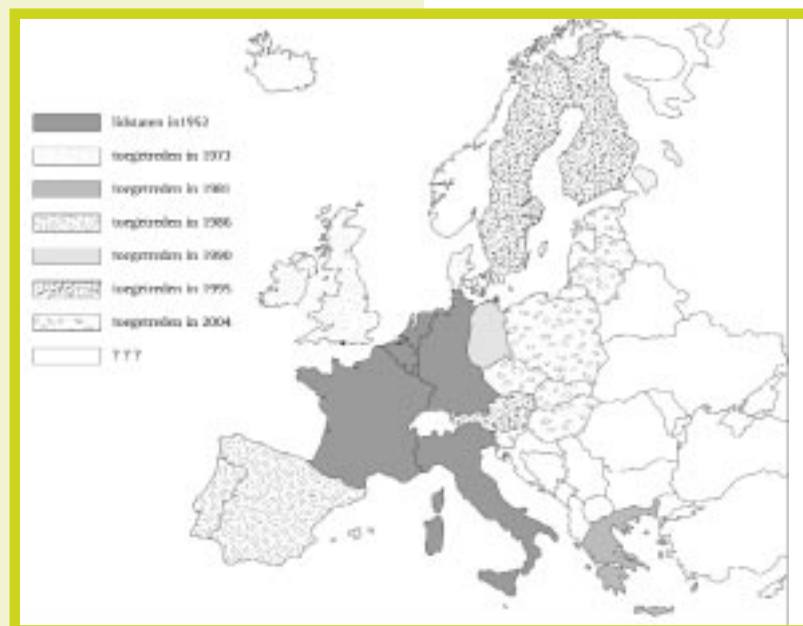 lidstaten in 1952
toegetreden in 1973
toegetreden in 1981
toegetreden in 1986
toegetreden in 1990
toegetreden in 1995
toegetreden in 2004
? ? ?